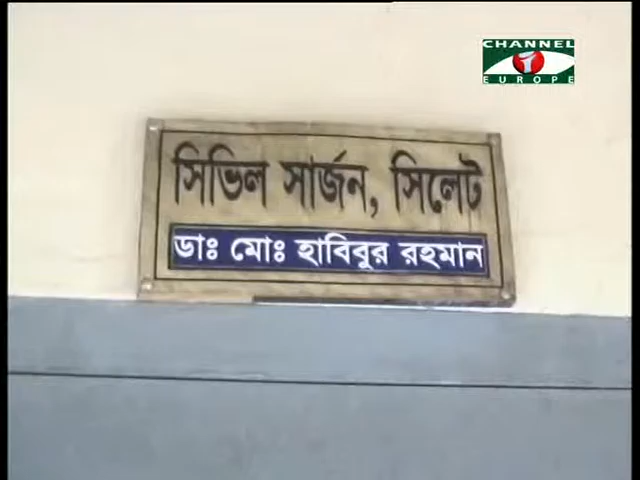 CHANNEL
i
EUROPE
সিভিল সার্জন, সিলেট
ডাঃ মোঃ হাবিবুর রহমান